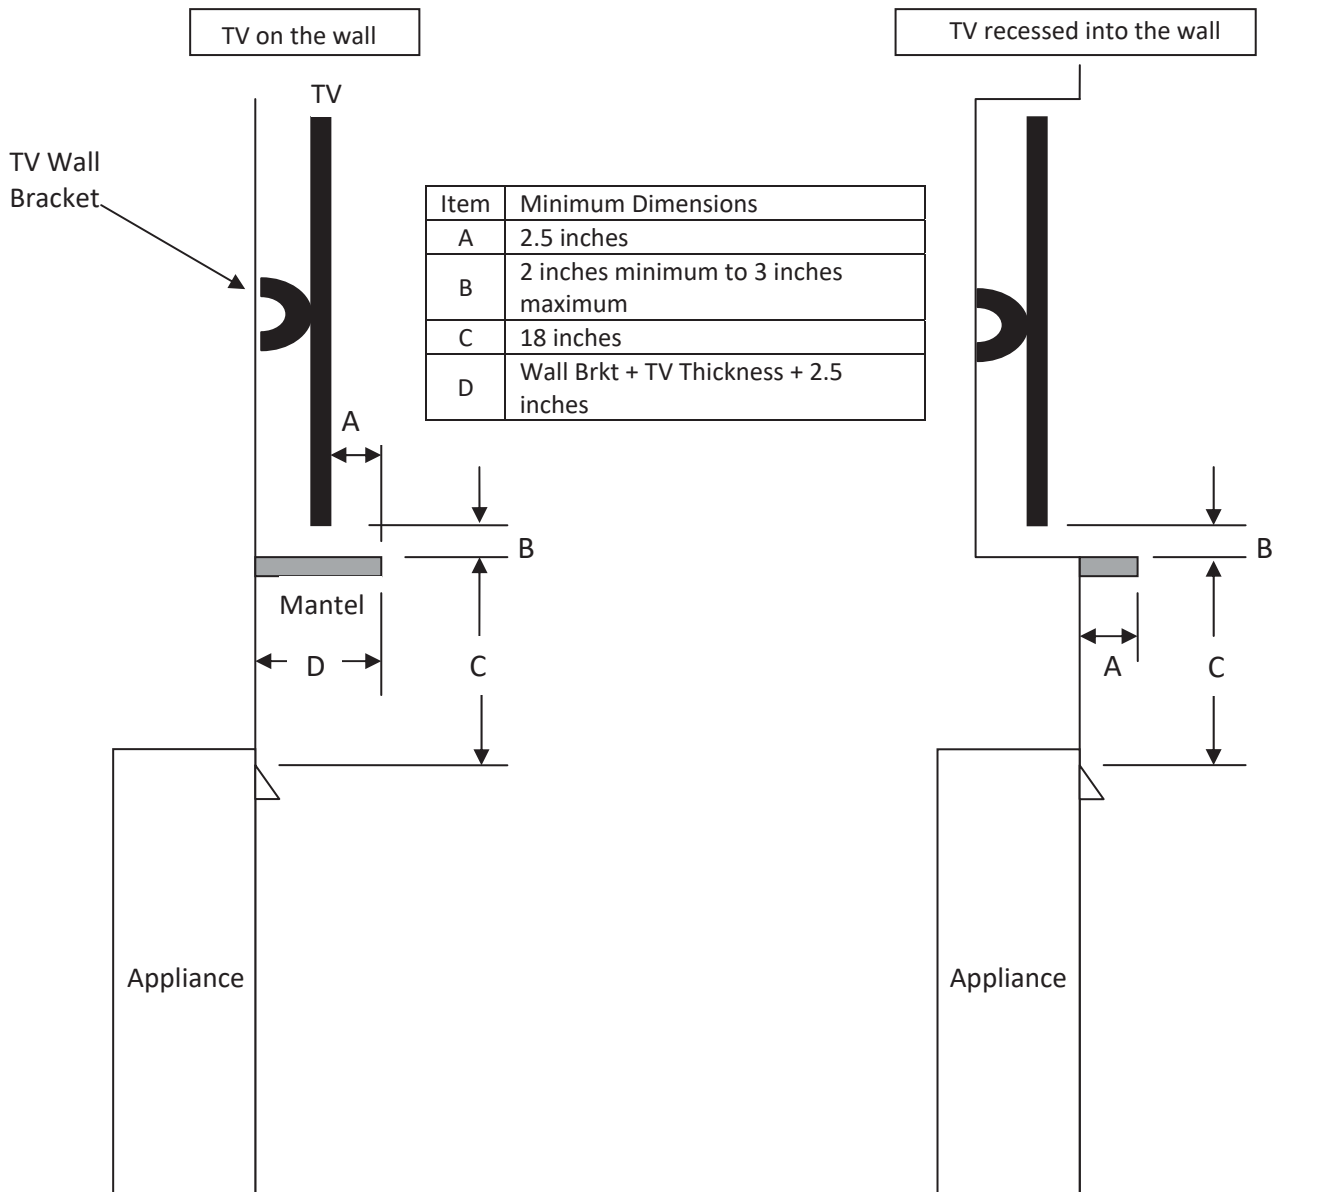 TV on the wall
TV recessed into the wall
TV
TV Wall
Bracket
Item Minimum Dimensions
A 2.5 inches
B 2 inches minimum to 3 inches
maximum
C 18 inches
D Wall Brkt + TV Thickness + 2.5
inches
A
B
Mantel
D
C
Appliance
B
A
C
Appliance